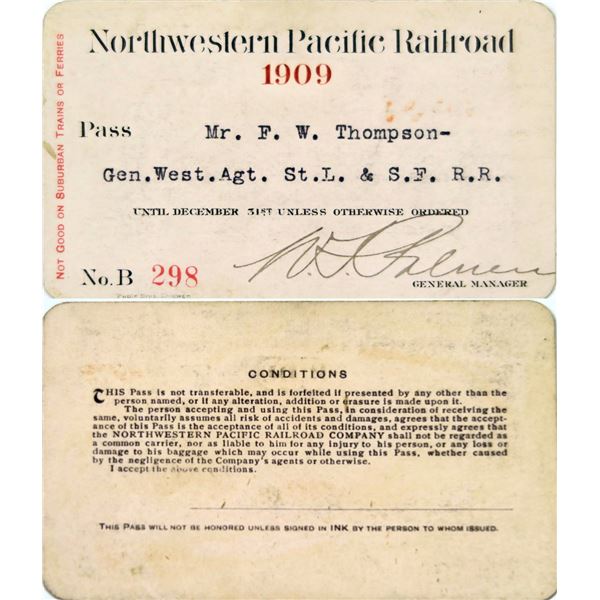 NOT GOOD ON SUBURBAN TRAINS OR FERRIES
Northwestern Pacific Railroad
1909
Pass Mr. F. W. Thompson-
Gen.West.Agt. St.L. & S.F. R.R.
UNTIL DECEMBER 31ST UNLESS OTHERWISE ORDERED
No. B 298
GENERAL MANAGER
CONDITIONS
THIS Pass is not transferable, and is forfeited if presented by any other than the
person named, or if any alteration, addition or erasure is made upon it.
The person accepting and using this Pass, in consideration of receiving the
same, voluntarily assumes all risk of accidents and damages, agrees that the accept-
ance of this Pass is the acceptance of all of its conditions, and expressly agrees that
the NORTHWESTERN PACIFIC RAILROAD COMPANY shall not be regarded as
a common carrier, nor as liable to him for any injury to his person, or any loss or
damage to his baggage which may occur while using this Pass, whether caused
by the negligence of the Company's agents or otherwise.
I accept the above conditions.
THIS PASS WILL NOT BE HONORED UNLESS SIGNED IN INK BY THE PERSON TO WHOM ISSUED.